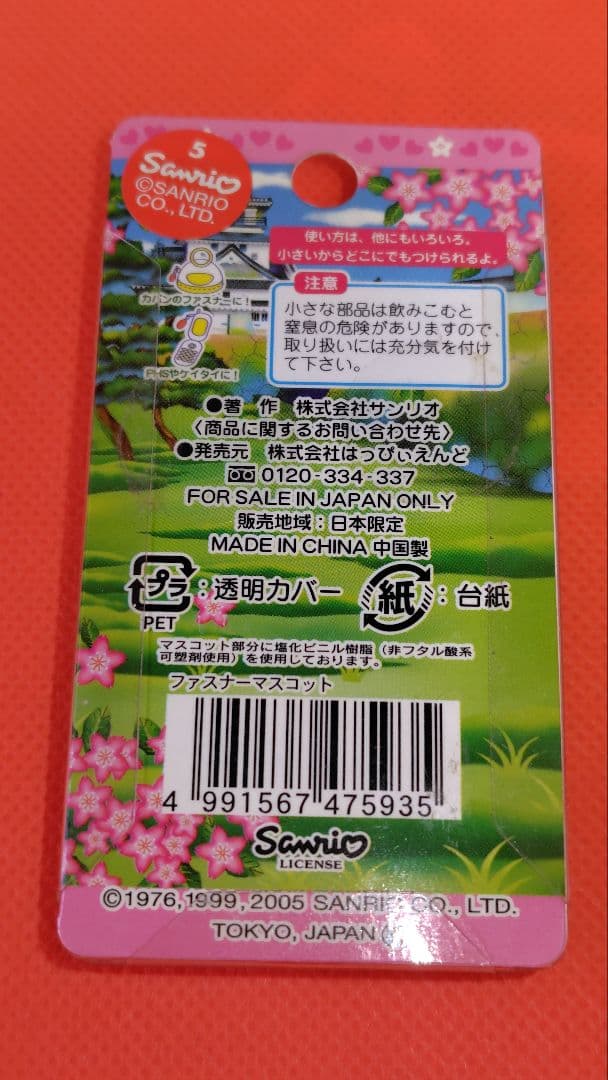 5
Sanrio
©SANRIO
CO., LTD.
使い方は、他にもいろいろ。
小さいからどこにでもつけられるよ。
カバンのファスナーに!
PHSやケイタイに!
注意
小さな部品は飲みこむと
窒息の危険がありますので、
取り扱いには充分気を付け
て下さい。
●著 作 株式会社サンリオ
〈商品に関するお問い合わせ先〉
●発売元 株式会社はっぴぃえんど
0120-334-337
FOR SALE IN JAPAN ONLY
販売地域：日本限定
MADE IN CHINA 中国製
プラ：透明カバー
PET
紙：台紙
マスコット部分に塩化ビニル樹脂（非フタル酸系
可塑剤使用）を使用しております。
ファスナーマスコット
4 991567 475935
Sanrio
LICENSE
©1976,1999,2005 SANRIO CO., LTD.
TOKYO, JAPAN